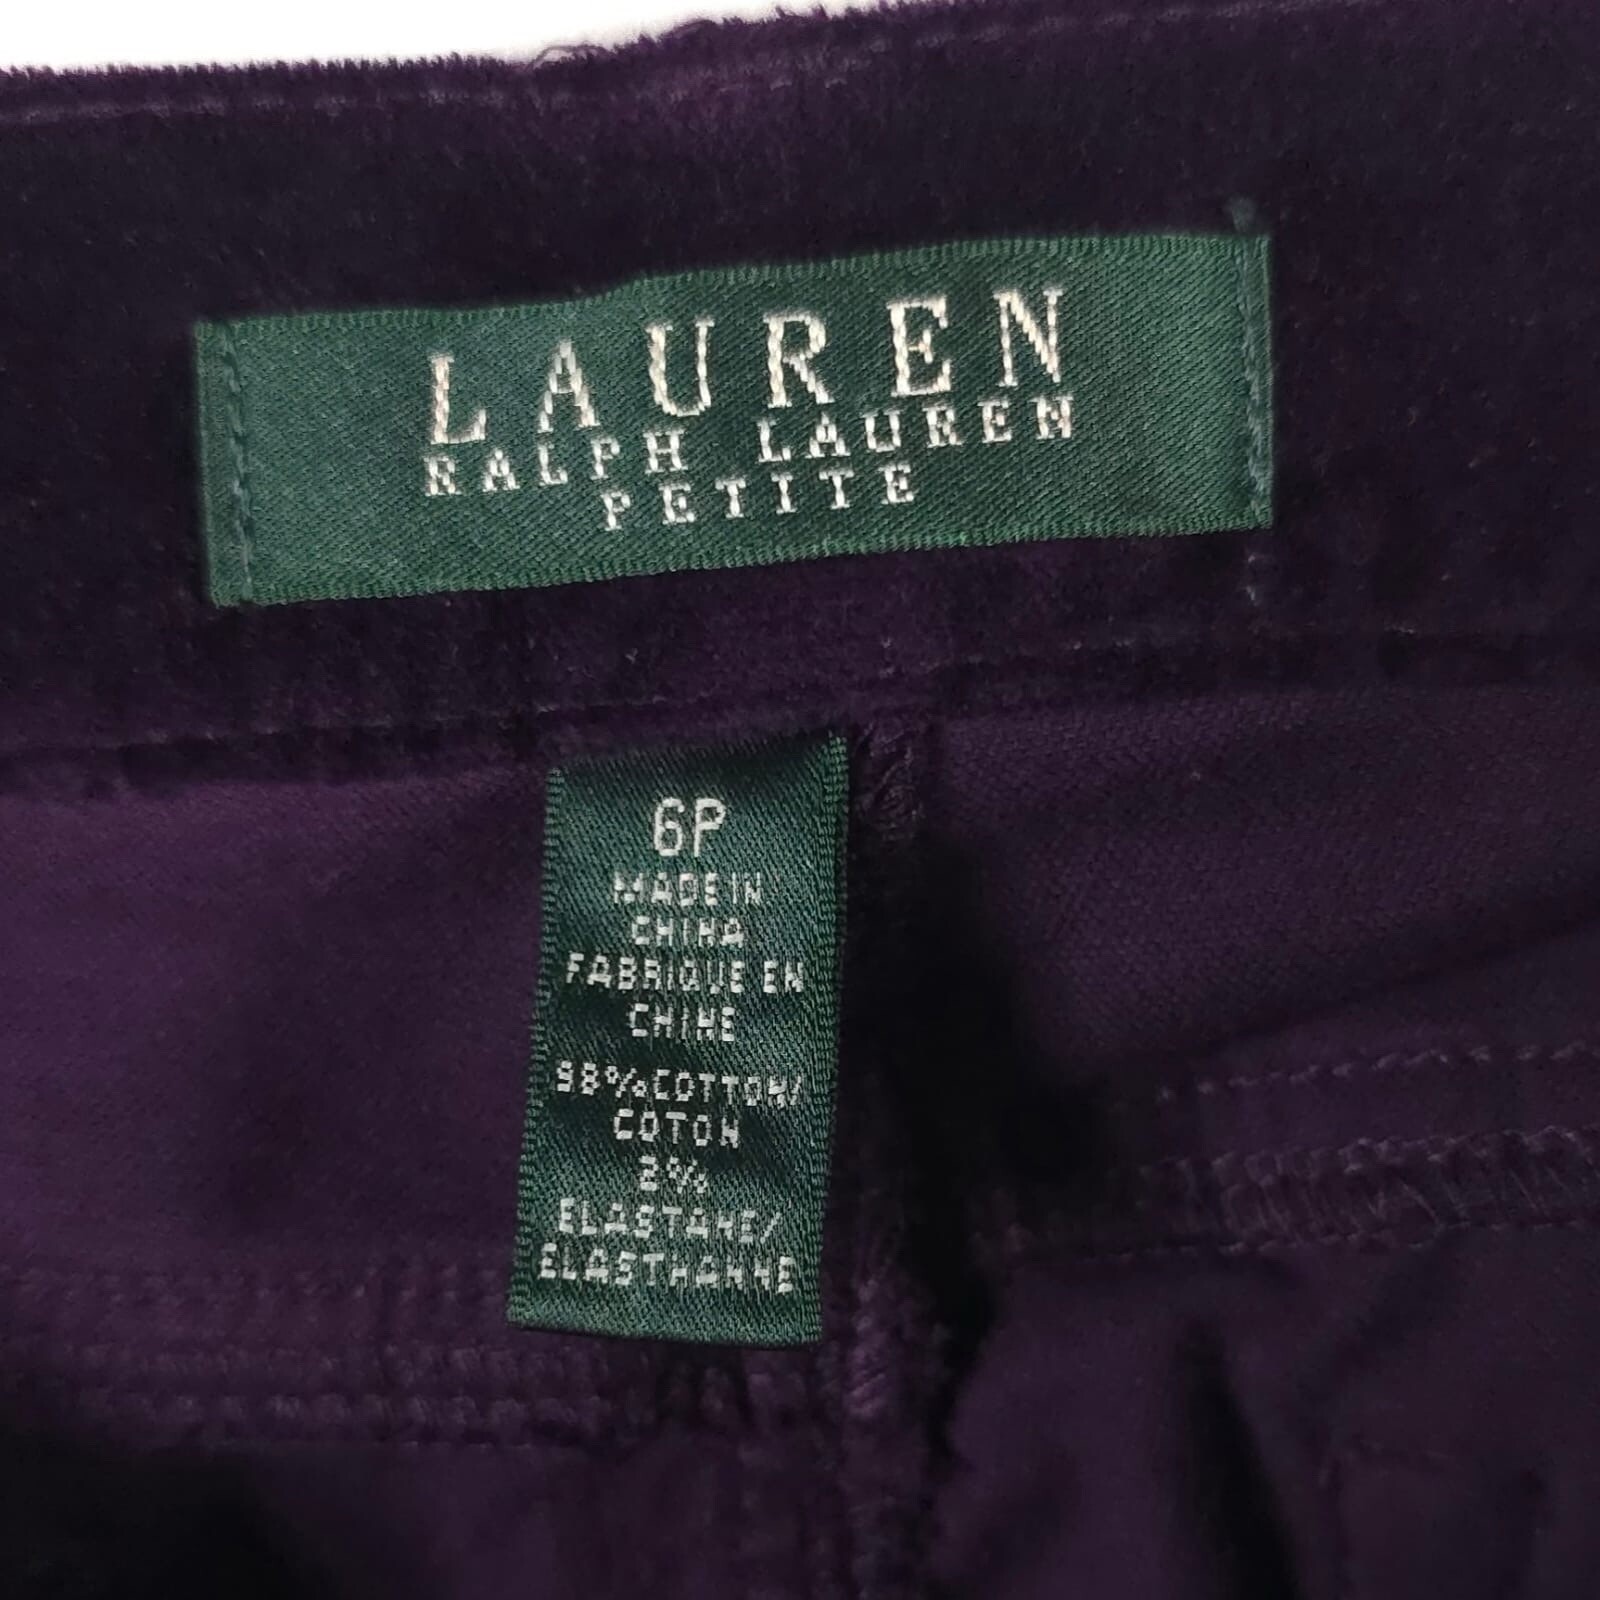 LAUREN
RALPH LAUREN
PETITE
6P
MADE IN
CHINA
FABRIQUE EN
CHINE
98% COTTON/
COTON
2%
ELASTANE/
ELASTHANNE